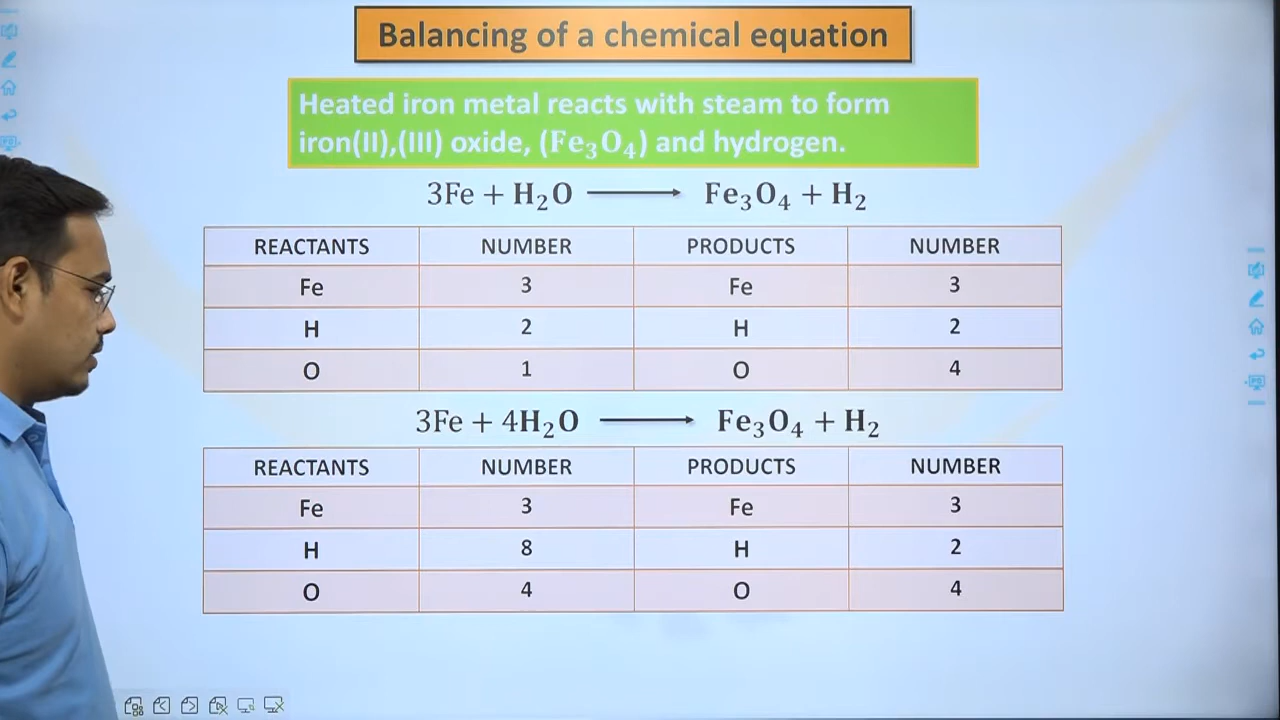 Balancing of a chemical equation
Heated iron metal reacts with steam to form
iron(II),(III) oxide, (Fe₃O₄) and hydrogen.
3Fe + H₂O ⟶ Fe₃O₄ + H₂
REACTANTS NUMBER PRODUCTS NUMBER
Fe 3 Fe 3
H 2 H 2
O 1 O 4
3Fe + 4H₂O ⟶ Fe₃O₄ + H₂
REACTANTS NUMBER PRODUCTS NUMBER
Fe 3 Fe 3
H 8 H 2
O 4 O 4